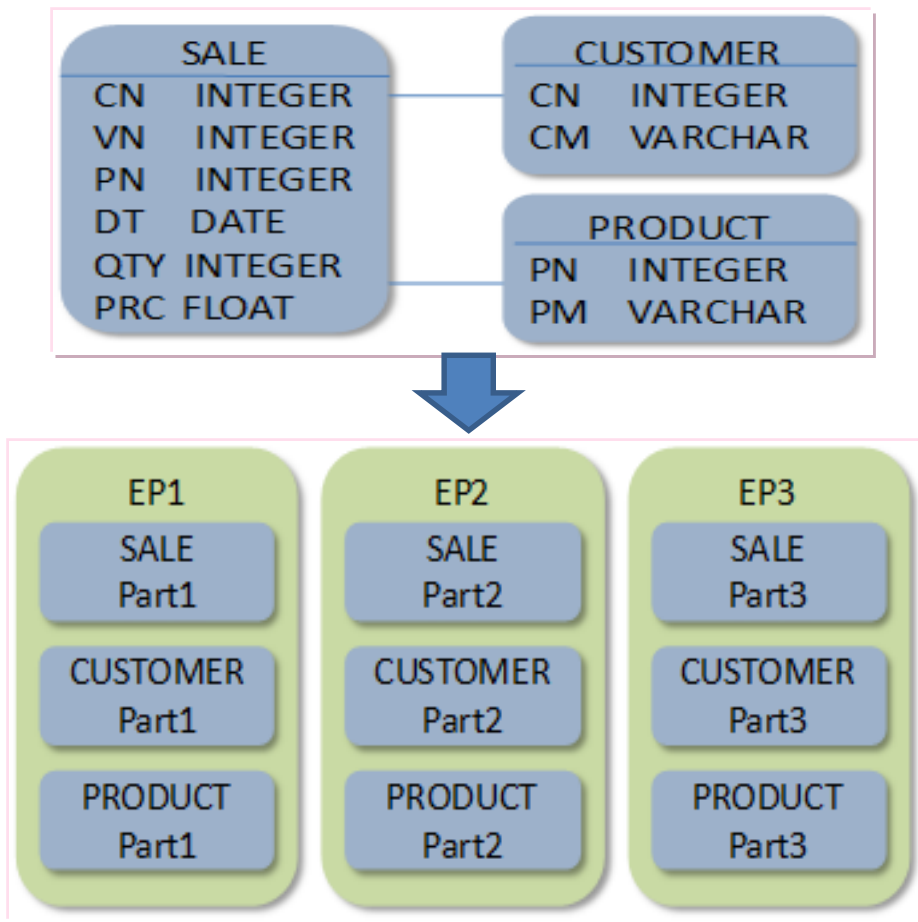 SALE
CN INTEGER
VN INTEGER
PN INTEGER
DT DATE
QTY INTEGER
PRC FLOAT
CUSTOMER
CN INTEGER
CM VARCHAR
PRODUCT
PN INTEGER
PM VARCHAR
EP1
SALE
Part1
CUSTOMER
Part1
PRODUCT
Part1
EP2
SALE
Part2
CUSTOMER
Part2
PRODUCT
Part2
EP3
SALE
Part3
CUSTOMER
Part3
PRODUCT
Part3